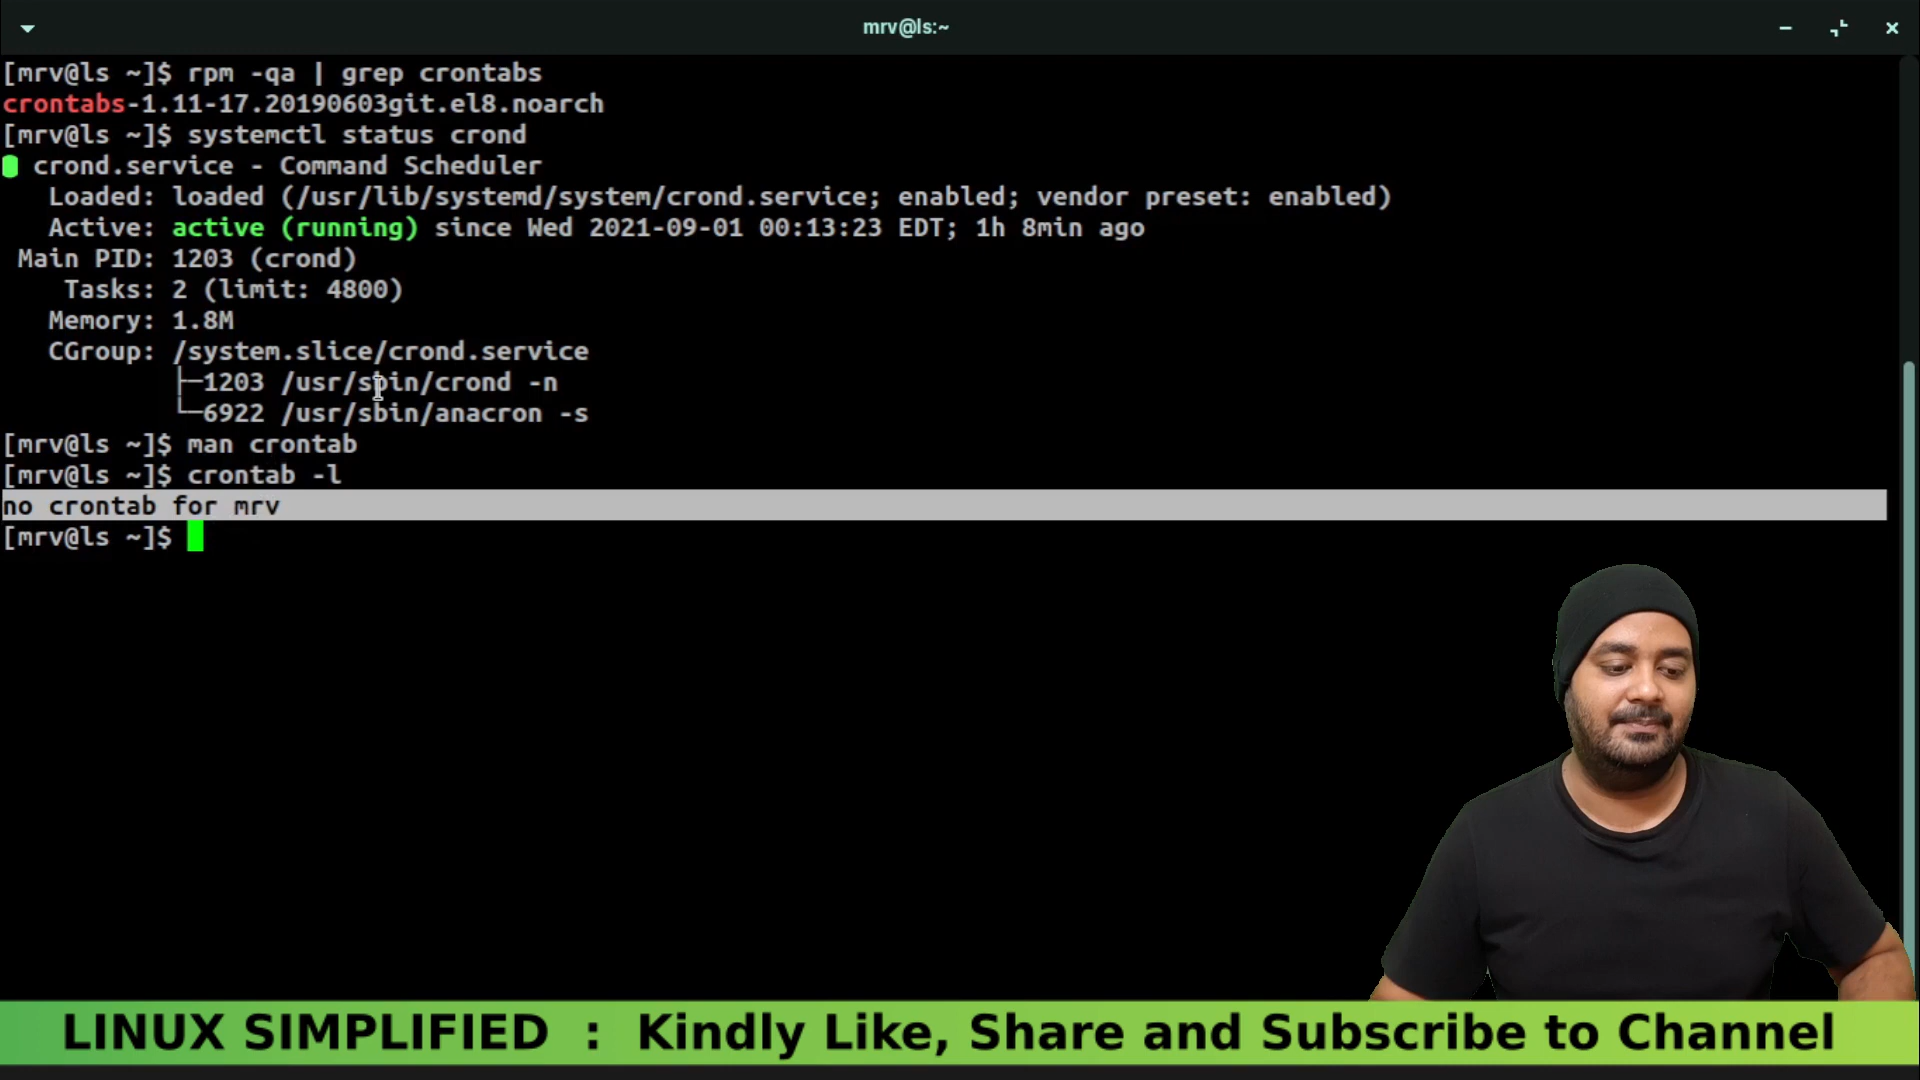 mrv@ls:~
[mrv@ls ~]$ rpm -qa | grep crontabs
crontabs-1.11-17.20190603git.el8.noarch
[mrv@ls ~]$ systemctl status crond
● crond.service - Command Scheduler
   Loaded: loaded (/usr/lib/systemd/system/crond.service; enabled; vendor preset: enabled)
   Active: active (running) since Wed 2021-09-01 00:13:23 EDT; 1h 8min ago
 Main PID: 1203 (crond)
    Tasks: 2 (limit: 4800)
   Memory: 1.8M
   CGroup: /system.slice/crond.service
           ├─1203 /usr/sbin/crond -n
           └─6922 /usr/sbin/anacron -s
[mrv@ls ~]$ man crontab
[mrv@ls ~]$ crontab -l
no crontab for mrv
[mrv@ls ~]$
LINUX SIMPLIFIED : Kindly Like, Share and Subscribe to Channel